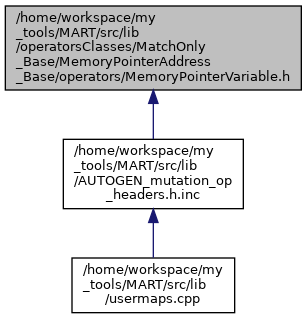 /home/workspace/my
_tools/MART/src/lib
/operatorsClasses/MatchOnly
_Base/MemoryPointerAddress
_Base/operators/MemoryPointerVariable.h
/home/workspace/my
_tools/MART/src/lib
/AUTOGEN_mutation_op
_headers.h.inc
/home/workspace/my
_tools/MART/src/lib
/usermaps.cpp